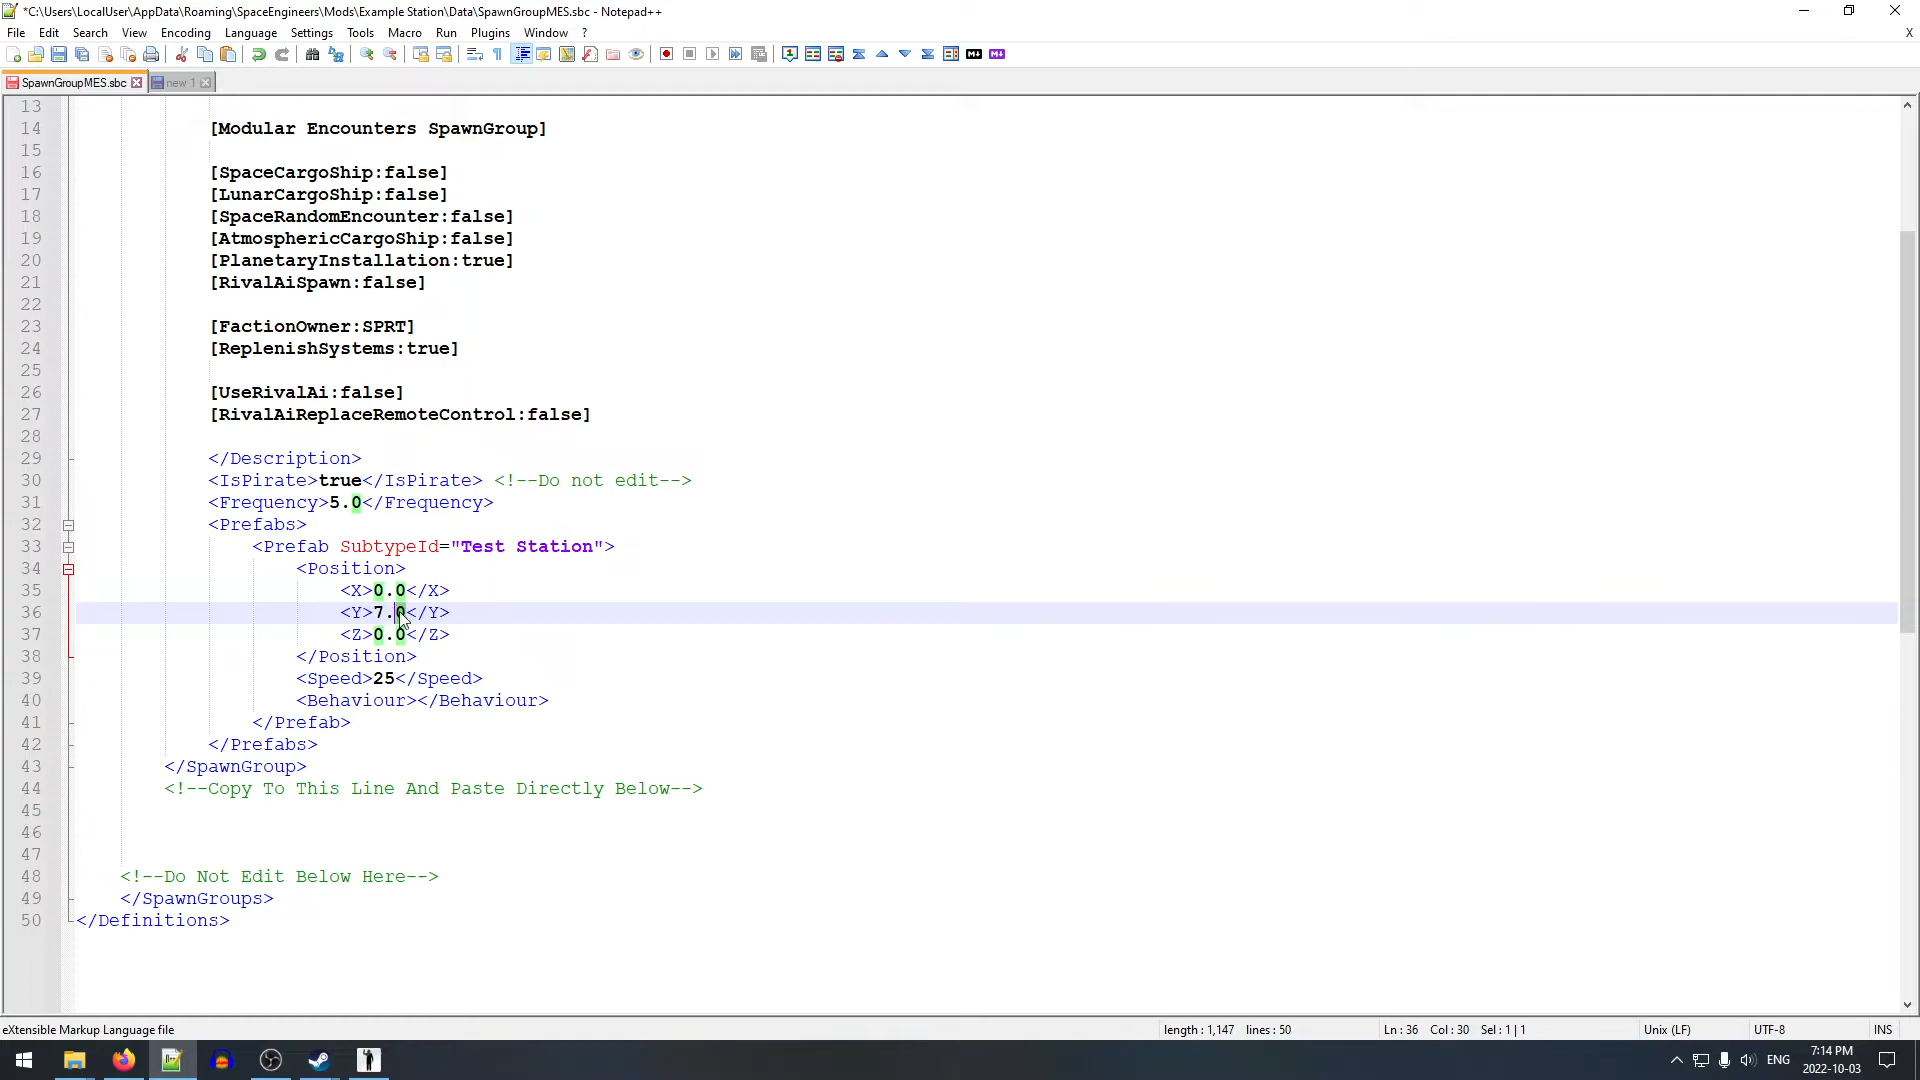 *C:\Users\LocalUser\AppData\Roaming\SpaceEngineers\Mods\Example Station\Data\SpawnGroupMES.sbc - Notepad++
File Edit Search View Encoding Language Settings Tools Macro Run Plugins Window ? X
SpawnGroupMES.sbc new 1
13
14 [Modular Encounters SpawnGroup]
15
16 [SpaceCargoShip:false]
17 [LunarCargoShip:false]
18 [SpaceRandomEncounter:false]
19 [AtmosphericCargoShip:false]
20 [PlanetaryInstallation:true]
21 [RivalAiSpawn:false]
22
23 [FactionOwner:SPRT]
24 [ReplenishSystems:true]
25
26 [UseRivalAi:false]
27 [RivalAiReplaceRemoteControl:false]
28
29 </Description>
30 <IsPirate>true</IsPirate> <!--Do not edit-->
31 <Frequency>5.0</Frequency>
32 <Prefabs>
33 <Prefab SubtypeId="Test Station">
34 <Position>
35 <X>0.0</X>
36 <Y>7.0</Y>
37 <Z>0.0</Z>
38 </Position>
39 <Speed>25</Speed>
40 <Behaviour></Behaviour>
41 </Prefab>
42 </Prefabs>
43 </SpawnGroup>
44 <!--Copy To This Line And Paste Directly Below-->
45
46
47
48 <!--Do Not Edit Below Here-->
49 </SpawnGroups>
50 </Definitions>
eXtensible Markup Language file length : 1,147 lines : 50 Ln : 36 Col : 30 Sel : 1 | 1 Unix (LF) UTF-8 INS
ENG 7:14 PM
2022-10-03